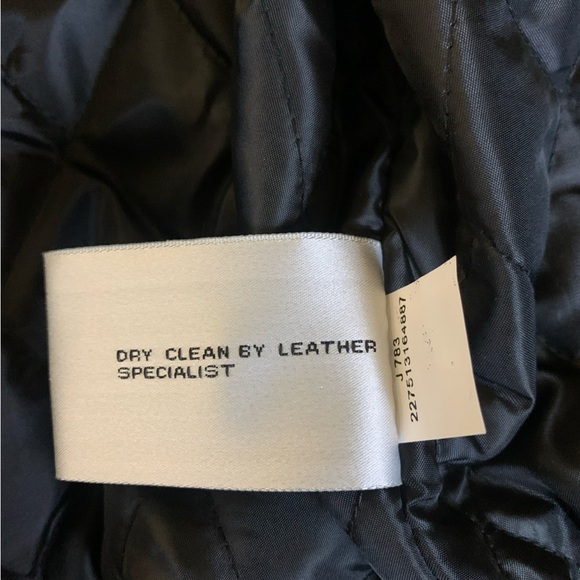 DRY CLEAN BY LEATHER
SPECIALIST
J 783
227513164887